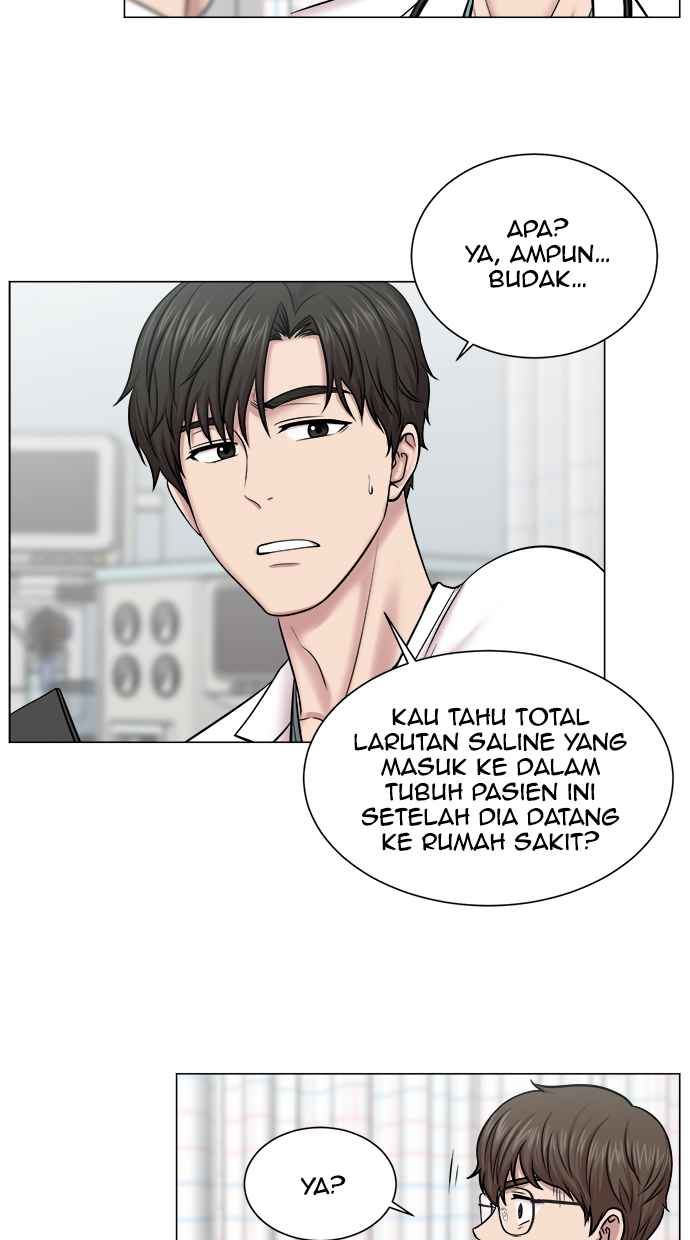 APA?
YA, AMPUN...
BUDAK...
KAU TAHU TOTAL
LARUTAN SALINE YANG
MASUK KE DALAM
TUBUH PASIEN INI
SETELAH DIA DATANG
KE RUMAH SAKIT?
YA?